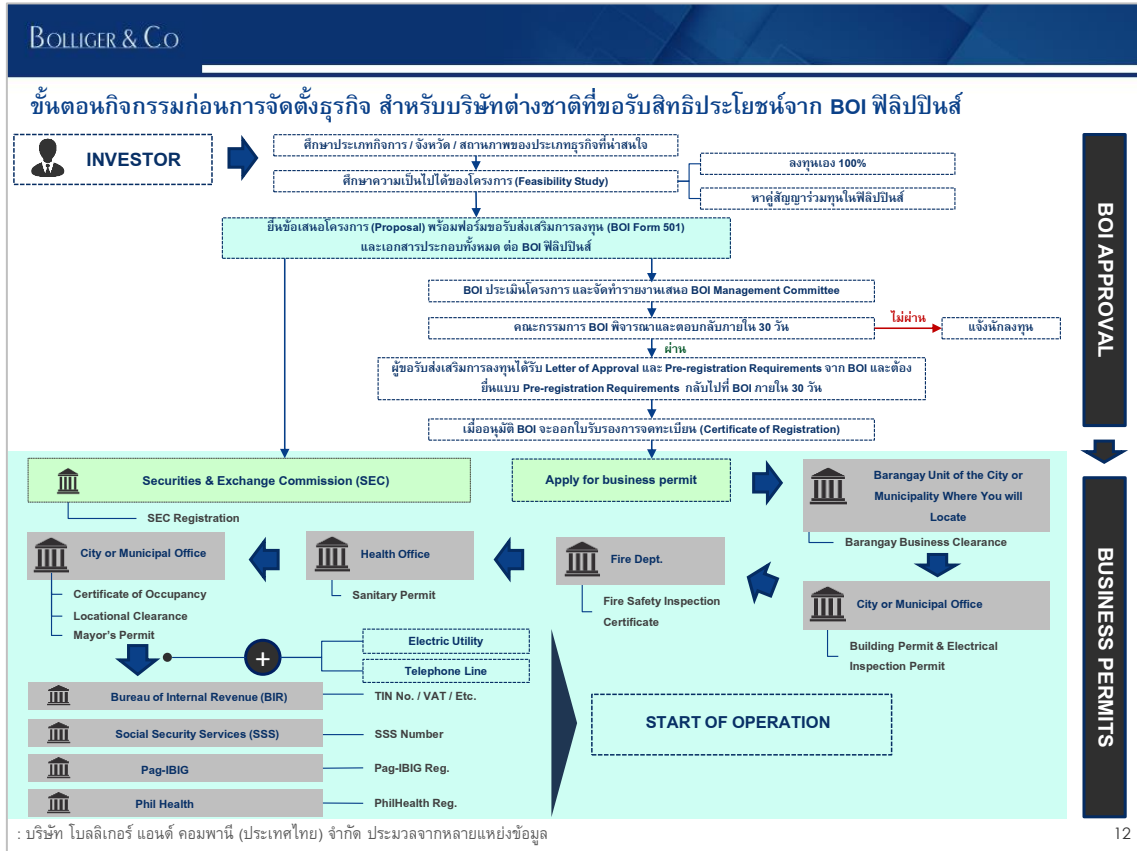 BOLLIGER & CO
ขั้นตอนกิจกรรมก่อนการจัดตั้งธุรกิจ สำหรับบริษัทต่างชาติที่ขอรับสิทธิประโยชน์จาก BOI ฟิลิปปินส์
INVESTOR
ศึกษาประเภทกิจการ / จังหวัด / สถานภาพของประเภทธุรกิจที่น่าสนใจ
ศึกษาความเป็นไปได้ของโครงการ (Feasibility Study)
ลงทุนเอง 100%
หาคู่สัญญาร่วมทุนในฟิลิปปินส์
ยื่นข้อเสนอโครงการ (Proposal) พร้อมฟอร์มขอรับส่งเสริมการลงทุน (BOI Form 501)
และเอกสารประกอบทั้งหมด ต่อ BOI ฟิลิปปินส์
BOI ประเมินโครงการ และจัดทำรายงานเสนอ BOI Management Committee
คณะกรรมการ BOI พิจารณาและตอบกลับภายใน 30 วัน
ไม่ผ่าน
แจ้งนักลงทุน
ผ่าน
ผู้ขอรับส่งเสริมการลงทุนได้รับ Letter of Approval และ Pre-registration Requirements จาก BOI และต้อง
ยื่นแบบ Pre-registration Requirements กลับไปที่ BOI ภายใน 30 วัน
เมื่ออนุมัติ BOI จะออกใบรับรองการจดทะเบียน (Certificate of Registration)
BOI APPROVAL
Securities & Exchange Commission (SEC)
SEC Registration
Apply for business permit
Barangay Unit of the City or
Municipality Where You will
Locate
Barangay Business Clearance
City or Municipal Office
Building Permit & Electrical
Inspection Permit
Fire Dept.
Fire Safety Inspection
Certificate
Health Office
Sanitary Permit
City or Municipal Office
Certificate of Occupancy
Locational Clearance
Mayor's Permit
+
Electric Utility
Telephone Line
Bureau of Internal Revenue (BIR)
TIN No. / VAT / Etc.
Social Security Services (SSS)
SSS Number
Pag-IBIG
Pag-IBIG Reg.
Phil Health
PhilHealth Reg.
START OF OPERATION
BUSINESS PERMITS
: บริษัท โบลลิเกอร์ แอนด์ คอมพานี (ประเทศไทย) จำกัด ประมวลจากหลายแหล่งข้อมูล
12